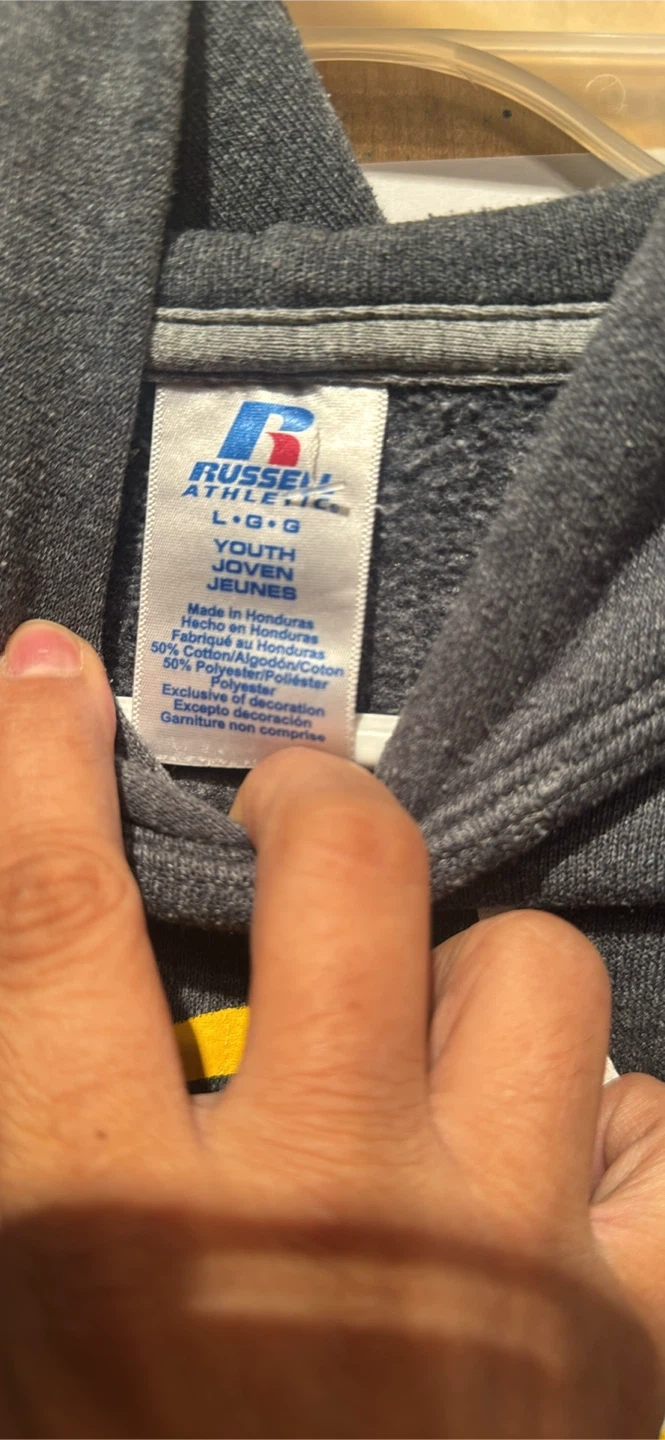 RUSSELL
ATHLETIC
L•G•G
YOUTH
JOVEN
JEUNES
Made in Honduras
Hecho en Honduras
Fabriqué au Honduras
50% Cotton/Algodón/Coton
50% Polyester/Poliéster
Polyester
Exclusive of decoration
Excepto decoración
Garniture non comprise